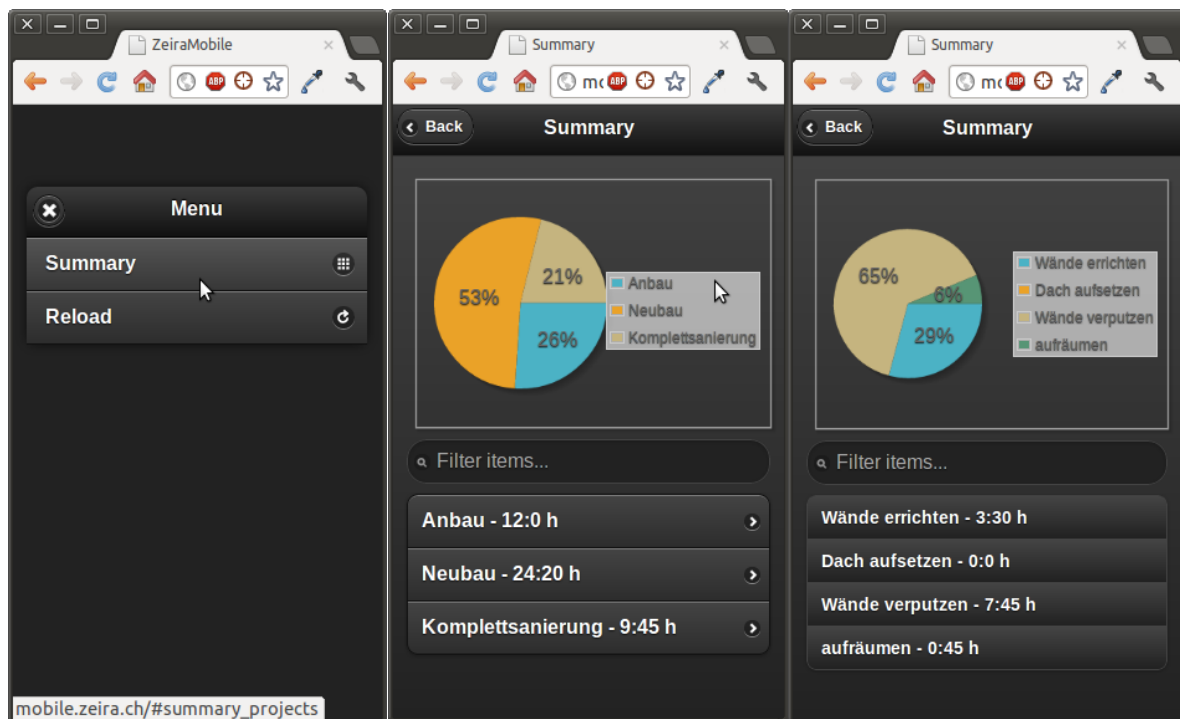 ZeiraMobile
Menu
Summary
Reload
mobile.zeira.ch/#summary_projects
Summary
ABP
Back
Summary
53%
21%
26%
Anbau
Neubau
Komplettsanierung
Filter items...
Anbau - 12:0 h
Neubau - 24:20 h
Komplettsanierung - 9:45 h
Summary
ABP
Back
Summary
65%
6%
29%
Wände errichten
Dach aufsetzen
Wände verputzen
aufräumen
Filter items...
Wände errichten - 3:30 h
Dach aufsetzen - 0:0 h
Wände verputzen - 7:45 h
aufräumen - 0:45 h